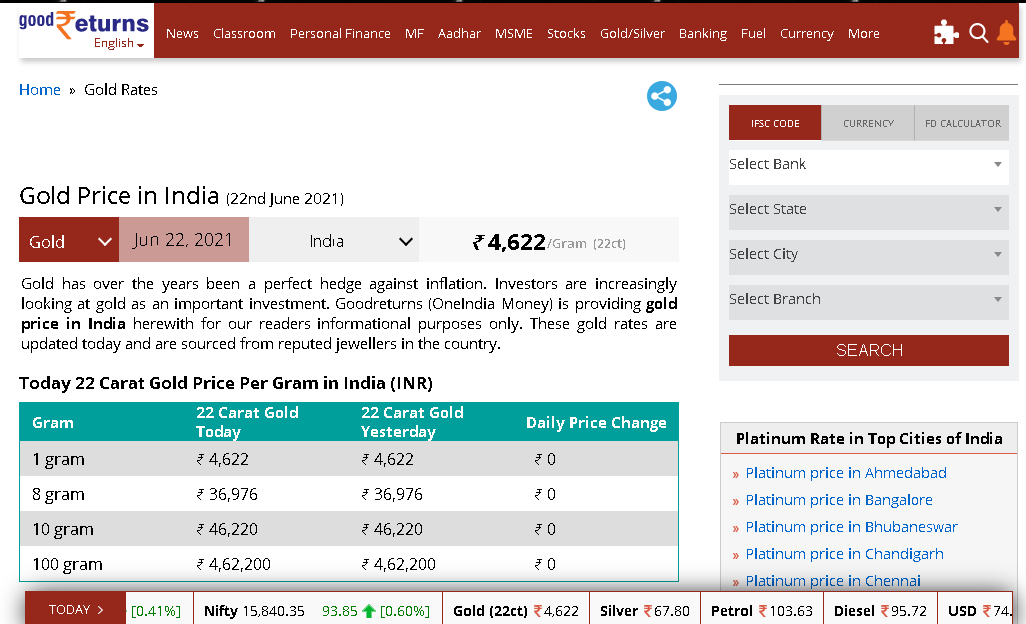 good₹eturns
English
News Classroom Personal Finance MF Aadhar MSME Stocks Gold/Silver Banking Fuel Currency More
Home » Gold Rates
IFSC CODE CURRENCY FD CALCULATOR
Select Bank
Select State
Select City
Select Branch
SEARCH
Gold Price in India (22nd June 2021)
Gold Jun 22, 2021 India ₹4,622/Gram (22ct)
Gold has over the years been a perfect hedge against inflation. Investors are increasingly
looking at gold as an important investment. Goodreturns (OneIndia Money) is providing gold
price in India herewith for our readers informational purposes only. These gold rates are
updated today and are sourced from reputed jewellers in the country.
Today 22 Carat Gold Price Per Gram in India (INR)
Gram 22 Carat Gold Today 22 Carat Gold Yesterday Daily Price Change
1 gram ₹ 4,622 ₹ 4,622 ₹ 0
8 gram ₹ 36,976 ₹ 36,976 ₹ 0
10 gram ₹ 46,220 ₹ 46,220 ₹ 0
100 gram ₹ 4,62,200 ₹ 4,62,200 ₹ 0
Platinum Rate in Top Cities of India
» Platinum price in Ahmedabad
» Platinum price in Bangalore
» Platinum price in Bhubaneswar
» Platinum price in Chandigarh
» Platinum price in Chennai
TODAY > [0.41%] Nifty 15,840.35 93.85 [0.60%] Gold (22ct) ₹4,622 Silver ₹67.80 Petrol ₹103.63 Diesel ₹95.72 USD ₹74.